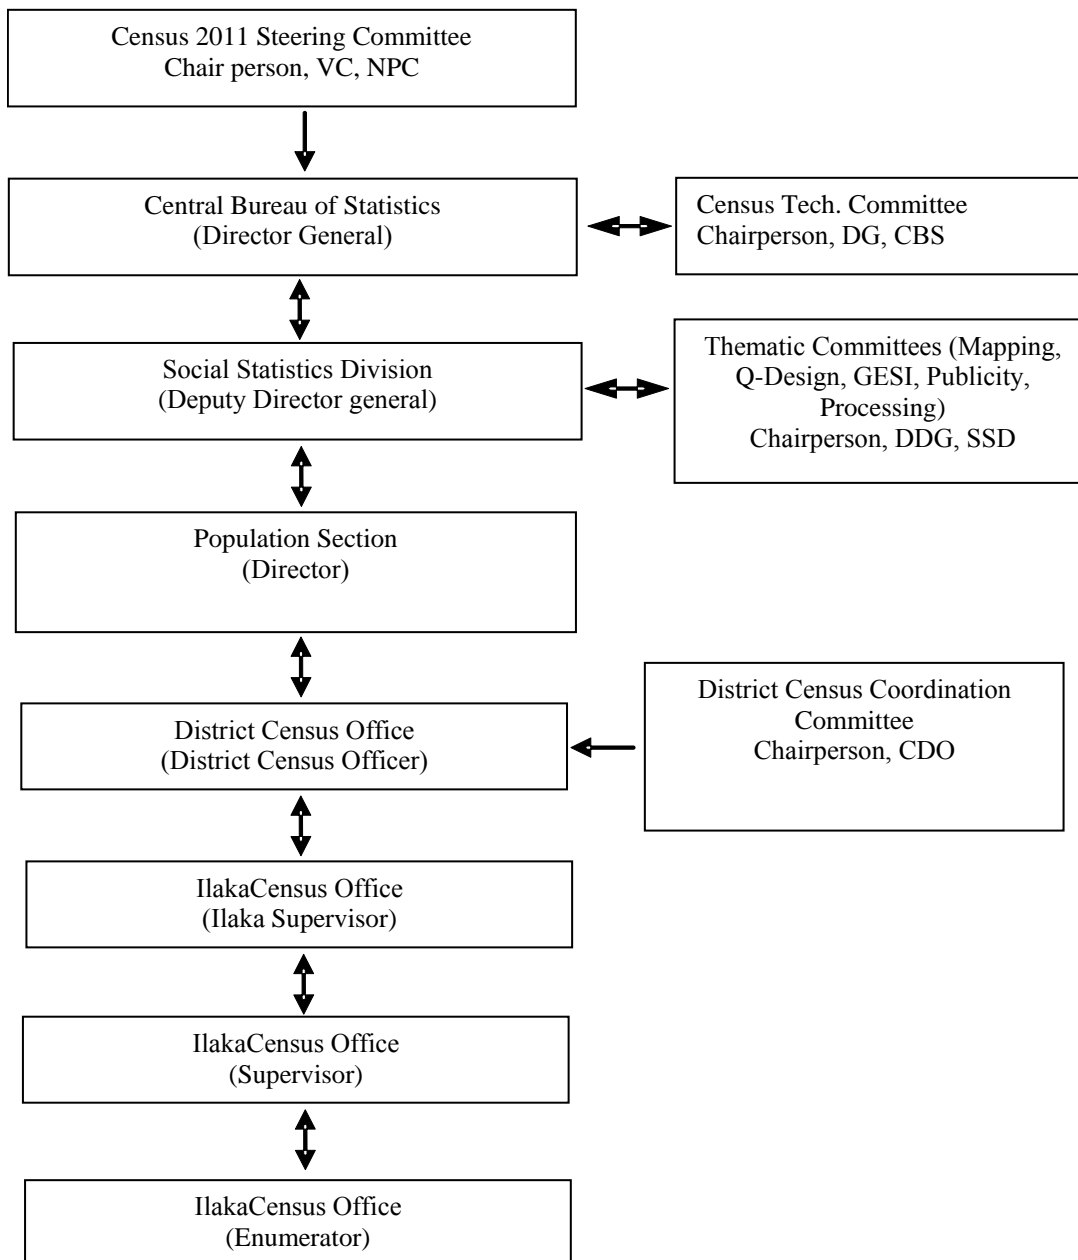 Census 2011 Steering Committee
Chair person, VC, NPC
Central Bureau of Statistics
(Director General)
Census Tech. Committee
Chairperson, DG, CBS
Social Statistics Division
(Deputy Director general)
Thematic Committees (Mapping,
Q-Design, GESI, Publicity,
Processing)
Chairperson, DDG, SSD
Population Section
(Director)
District Census Office
(District Census Officer)
District Census Coordination
Committee
Chairperson, CDO
IlakaCensus Office
(Ilaka Supervisor)
IlakaCensus Office
(Supervisor)
IlakaCensus Office
(Enumerator)